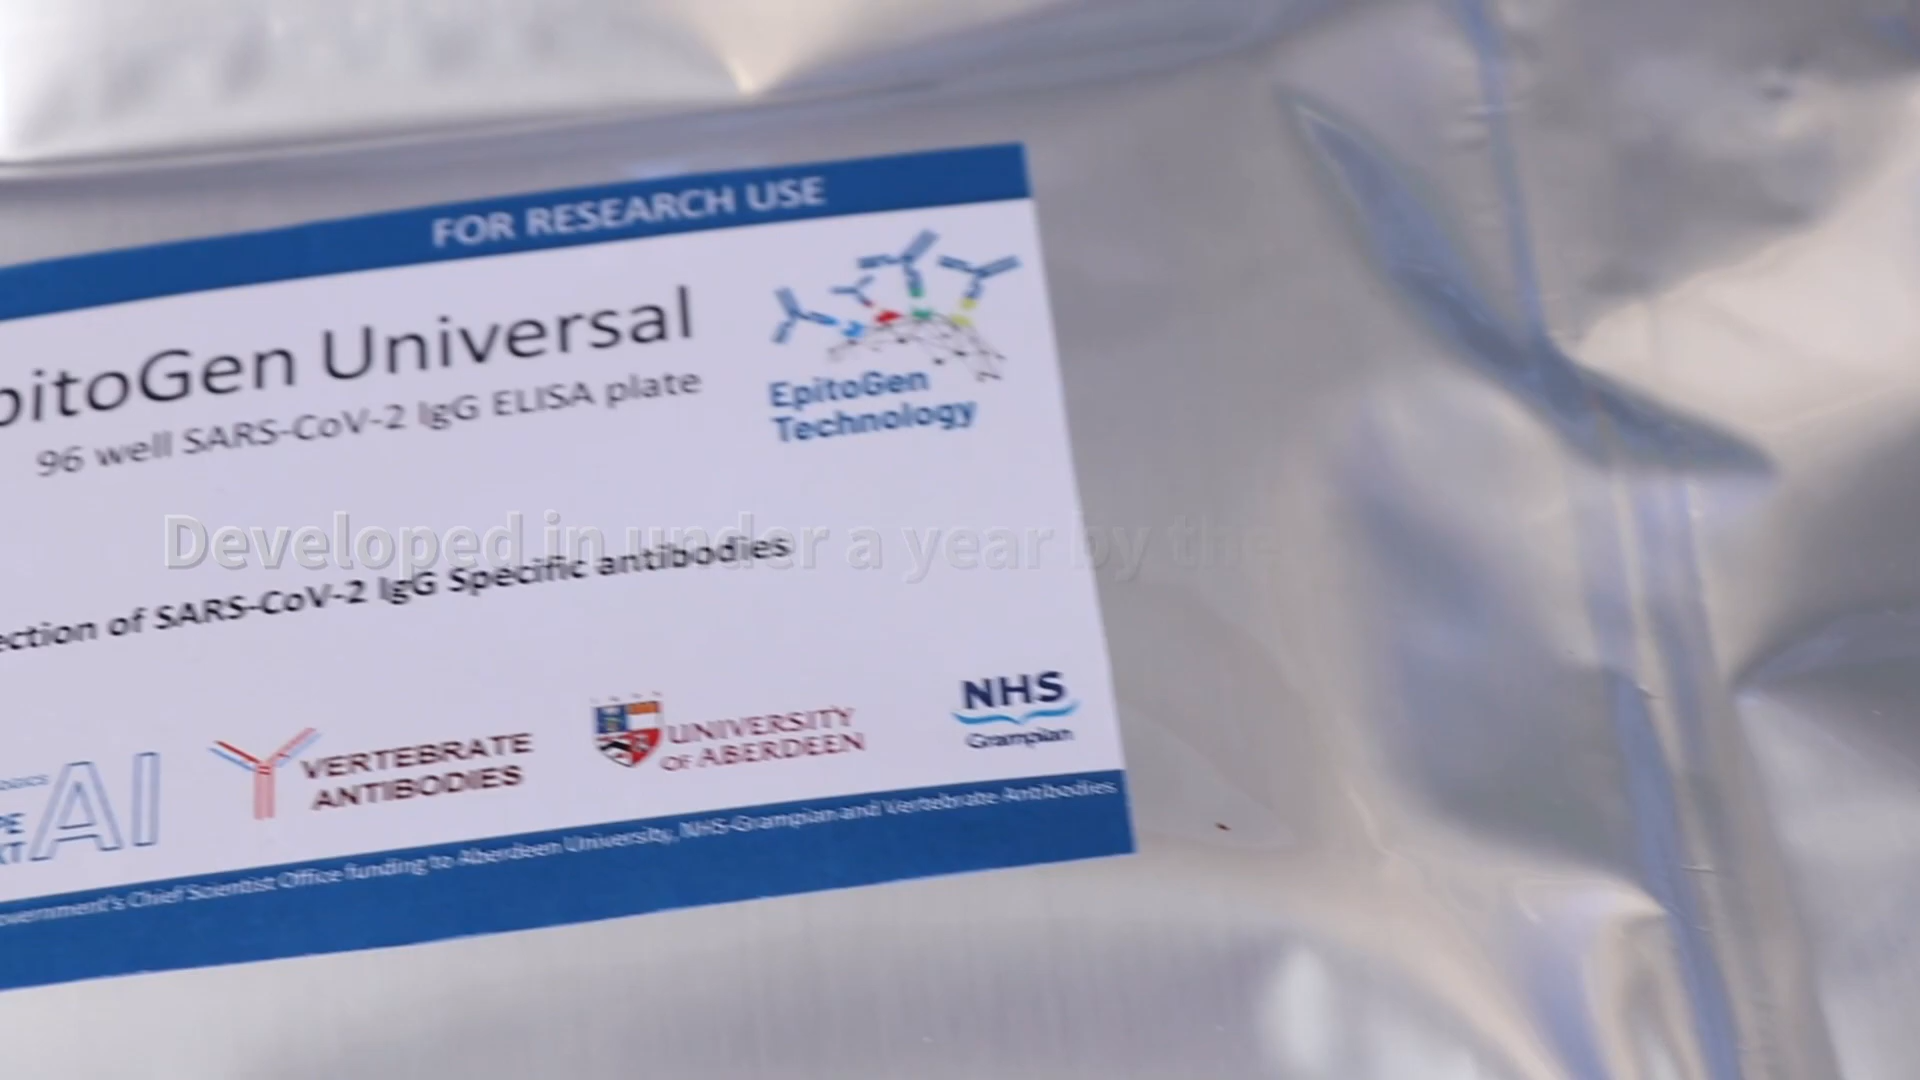 FOR RESEARCH USE
pitoGen Universal
96 well SARS-CoV-2 IgG ELISA plate
EpitoGen
Technology
Developed in under a year by the
ection of SARS-CoV-2 IgG Specific antibodies
AI
VERTEBRATE
ANTIBODIES
UNIVERSITY
OF ABERDEEN
NHS
Grampian
overnment's Chief Scientist Office funding to Aberdeen University, NHS-Grampian and Vertebrate Antibodies